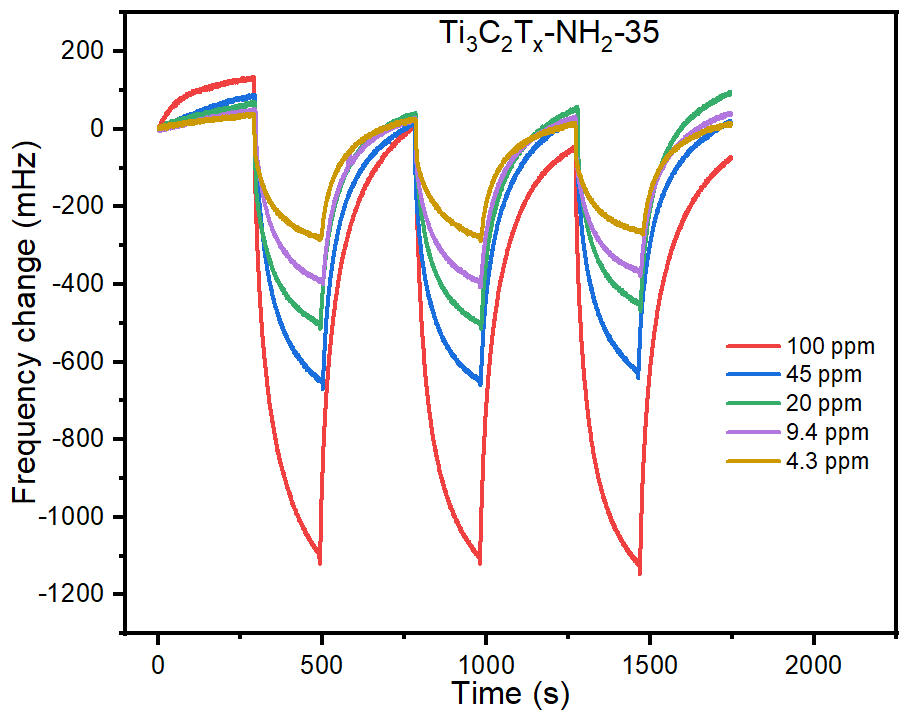 Ti₃C₂Tₓ-NH₂-35
Frequency change (mHz)
200
0
-200
-400
-600
-800
-1000
-1200
100 ppm
45 ppm
20 ppm
9.4 ppm
4.3 ppm
0 500 1000 1500 2000
Time (s)